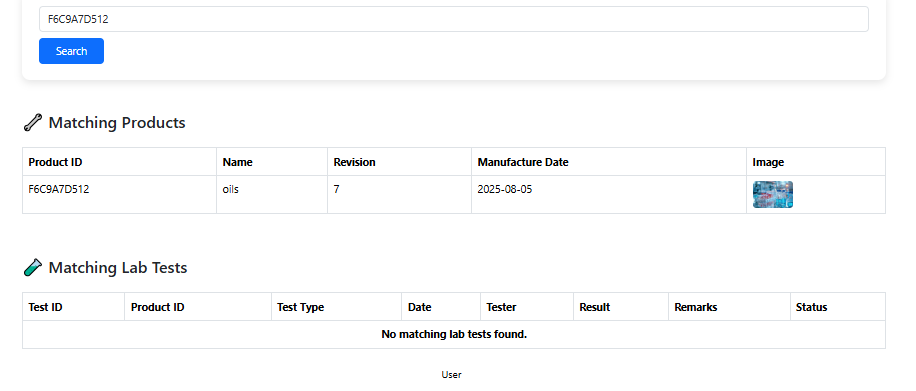 F6C9A7D512
Search
Matching Products
Product ID Name Revision Manufacture Date Image
F6C9A7D512 oils 7 2025-08-05
Matching Lab Tests
Test ID Product ID Test Type Date Tester Result Remarks Status
No matching lab tests found.
User